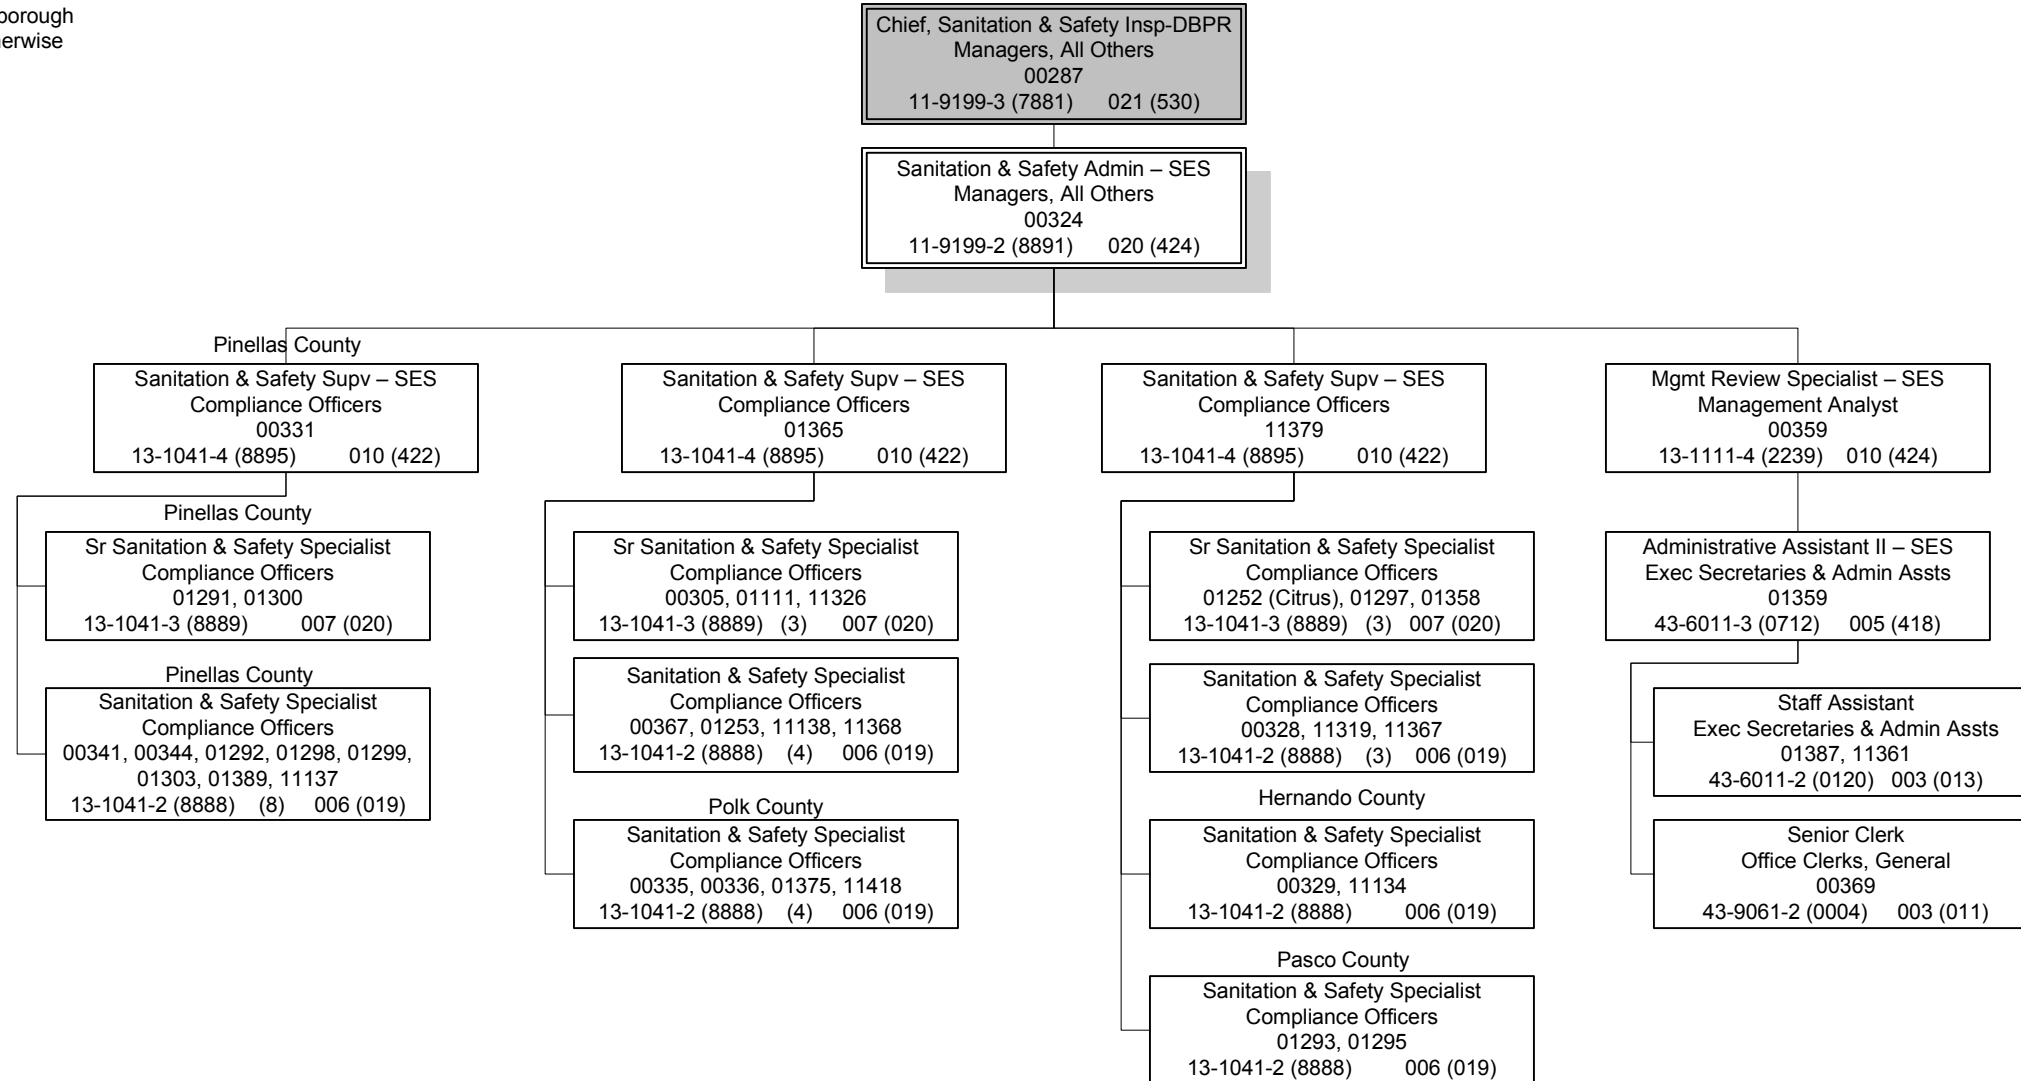 borough
erwise
Chief, Sanitation & Safety Insp-DBPR
Managers, All Others
00287
11-9199-3 (7881) 021 (530)
Sanitation & Safety Admin – SES
Managers, All Others
00324
11-9199-2 (8891) 020 (424)
Pinellas County
Sanitation & Safety Supv – SES
Compliance Officers
00331
13-1041-4 (8895) 010 (422)
Pinellas County
Sr Sanitation & Safety Specialist
Compliance Officers
01291, 01300
13-1041-3 (8889) 007 (020)
Pinellas County
Sanitation & Safety Specialist
Compliance Officers
00341, 00344, 01292, 01298, 01299,
01303, 01389, 11137
13-1041-2 (8888) (8) 006 (019)
Sanitation & Safety Supv – SES
Compliance Officers
01365
13-1041-4 (8895) 010 (422)
Sr Sanitation & Safety Specialist
Compliance Officers
00305, 01111, 11326
13-1041-3 (8889) (3) 007 (020)
Sanitation & Safety Specialist
Compliance Officers
00367, 01253, 11138, 11368
13-1041-2 (8888) (4) 006 (019)
Polk County
Sanitation & Safety Specialist
Compliance Officers
00335, 00336, 01375, 11418
13-1041-2 (8888) (4) 006 (019)
Sanitation & Safety Supv – SES
Compliance Officers
11379
13-1041-4 (8895) 010 (422)
Sr Sanitation & Safety Specialist
Compliance Officers
01252 (Citrus), 01297, 01358
13-1041-3 (8889) (3) 007 (020)
Sanitation & Safety Specialist
Compliance Officers
00328, 11319, 11367
13-1041-2 (8888) (3) 006 (019)
Hernando County
Sanitation & Safety Specialist
Compliance Officers
00329, 11134
13-1041-2 (8888) 006 (019)
Pasco County
Sanitation & Safety Specialist
Compliance Officers
01293, 01295
13-1041-2 (8888) 006 (019)
Mgmt Review Specialist – SES
Management Analyst
00359
13-1111-4 (2239) 010 (424)
Administrative Assistant II – SES
Exec Secretaries & Admin Assts
01359
43-6011-3 (0712) 005 (418)
Staff Assistant
Exec Secretaries & Admin Assts
01387, 11361
43-6011-2 (0120) 003 (013)
Senior Clerk
Office Clerks, General
00369
43-9061-2 (0004) 003 (011)